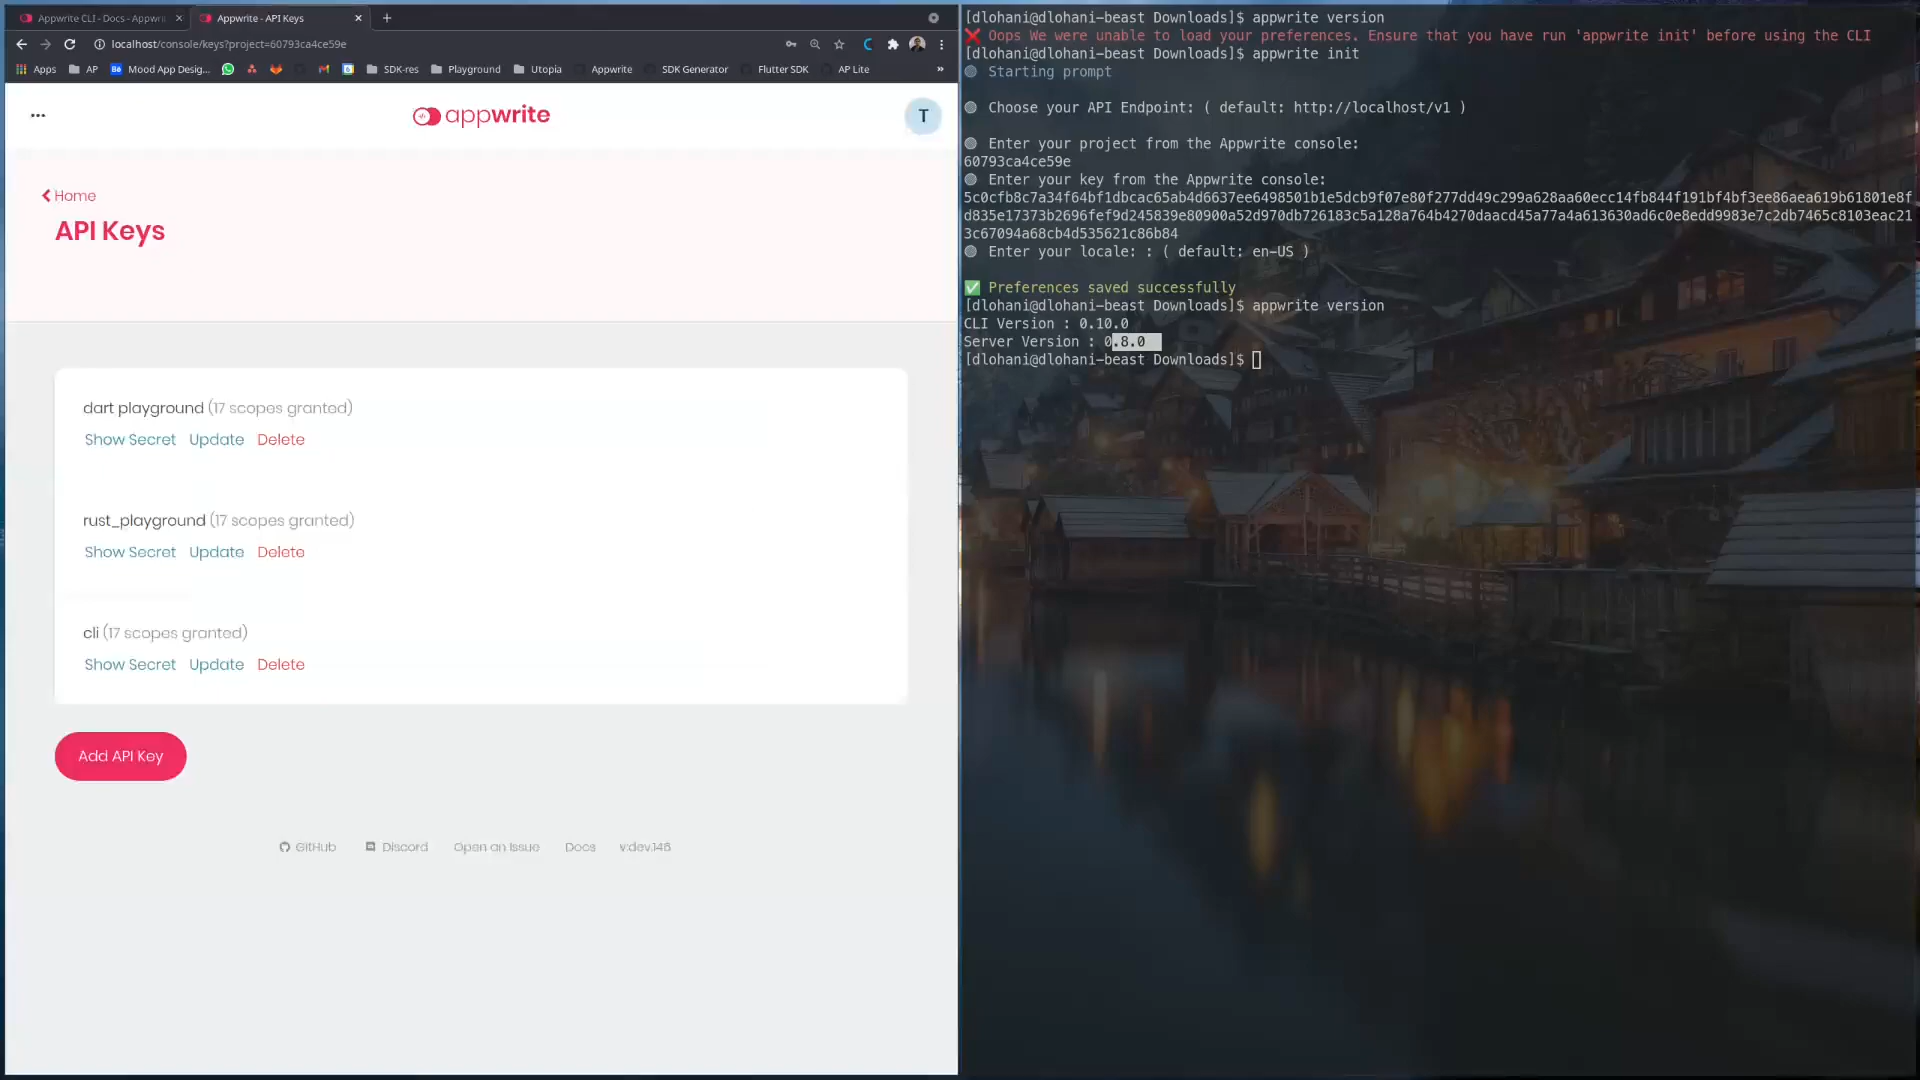 Appwrite CLI - Docs - Appwri
Appwrite - API Keys
localhost/console/keys?project=60793ca4ce59e
Apps
AP
Mood App Desig...
SDK-res
Playground
Utopia
Appwrite
SDK Generator
Flutter SDK
AP Lite
»
appwrite
T
Home
API Keys
dart playground (17 scopes granted)
Show Secret Update Delete
rust_playground (17 scopes granted)
Show Secret Update Delete
cli (17 scopes granted)
Show Secret Update Delete
Add API Key
GitHub Discord Open an Issue Docs v:dev.146
[dlohani@dlohani-beast Downloads]$ appwrite version
❌ Oops We were unable to load your preferences. Ensure that you have run 'appwrite init' before using the CLI
[dlohani@dlohani-beast Downloads]$ appwrite init
Starting prompt
Choose your API Endpoint: ( default: http://localhost/v1 )
Enter your project from the Appwrite console:
60793ca4ce59e
Enter your key from the Appwrite console:
5c0cfb8c7a34f64bf1dbcac65ab4d6637ee6498501b1e5dcb9f07e80f277dd49c299a628aa60ecc14fb844f191bf4bf3ee86aea619b61801e8f
d835e17373b2696fef9d245839e80900a52d970db726183c5a128a764b4270daacd45a77a4a613630ad6c0e8edd9983e7c2db7465c8103eac21
3c67094a68cb4d535621c86b84
Enter your locale: : ( default: en-US )
✅ Preferences saved successfully
[dlohani@dlohani-beast Downloads]$ appwrite version
CLI Version : 0.10.0
Server Version : 0.8.0
[dlohani@dlohani-beast Downloads]$